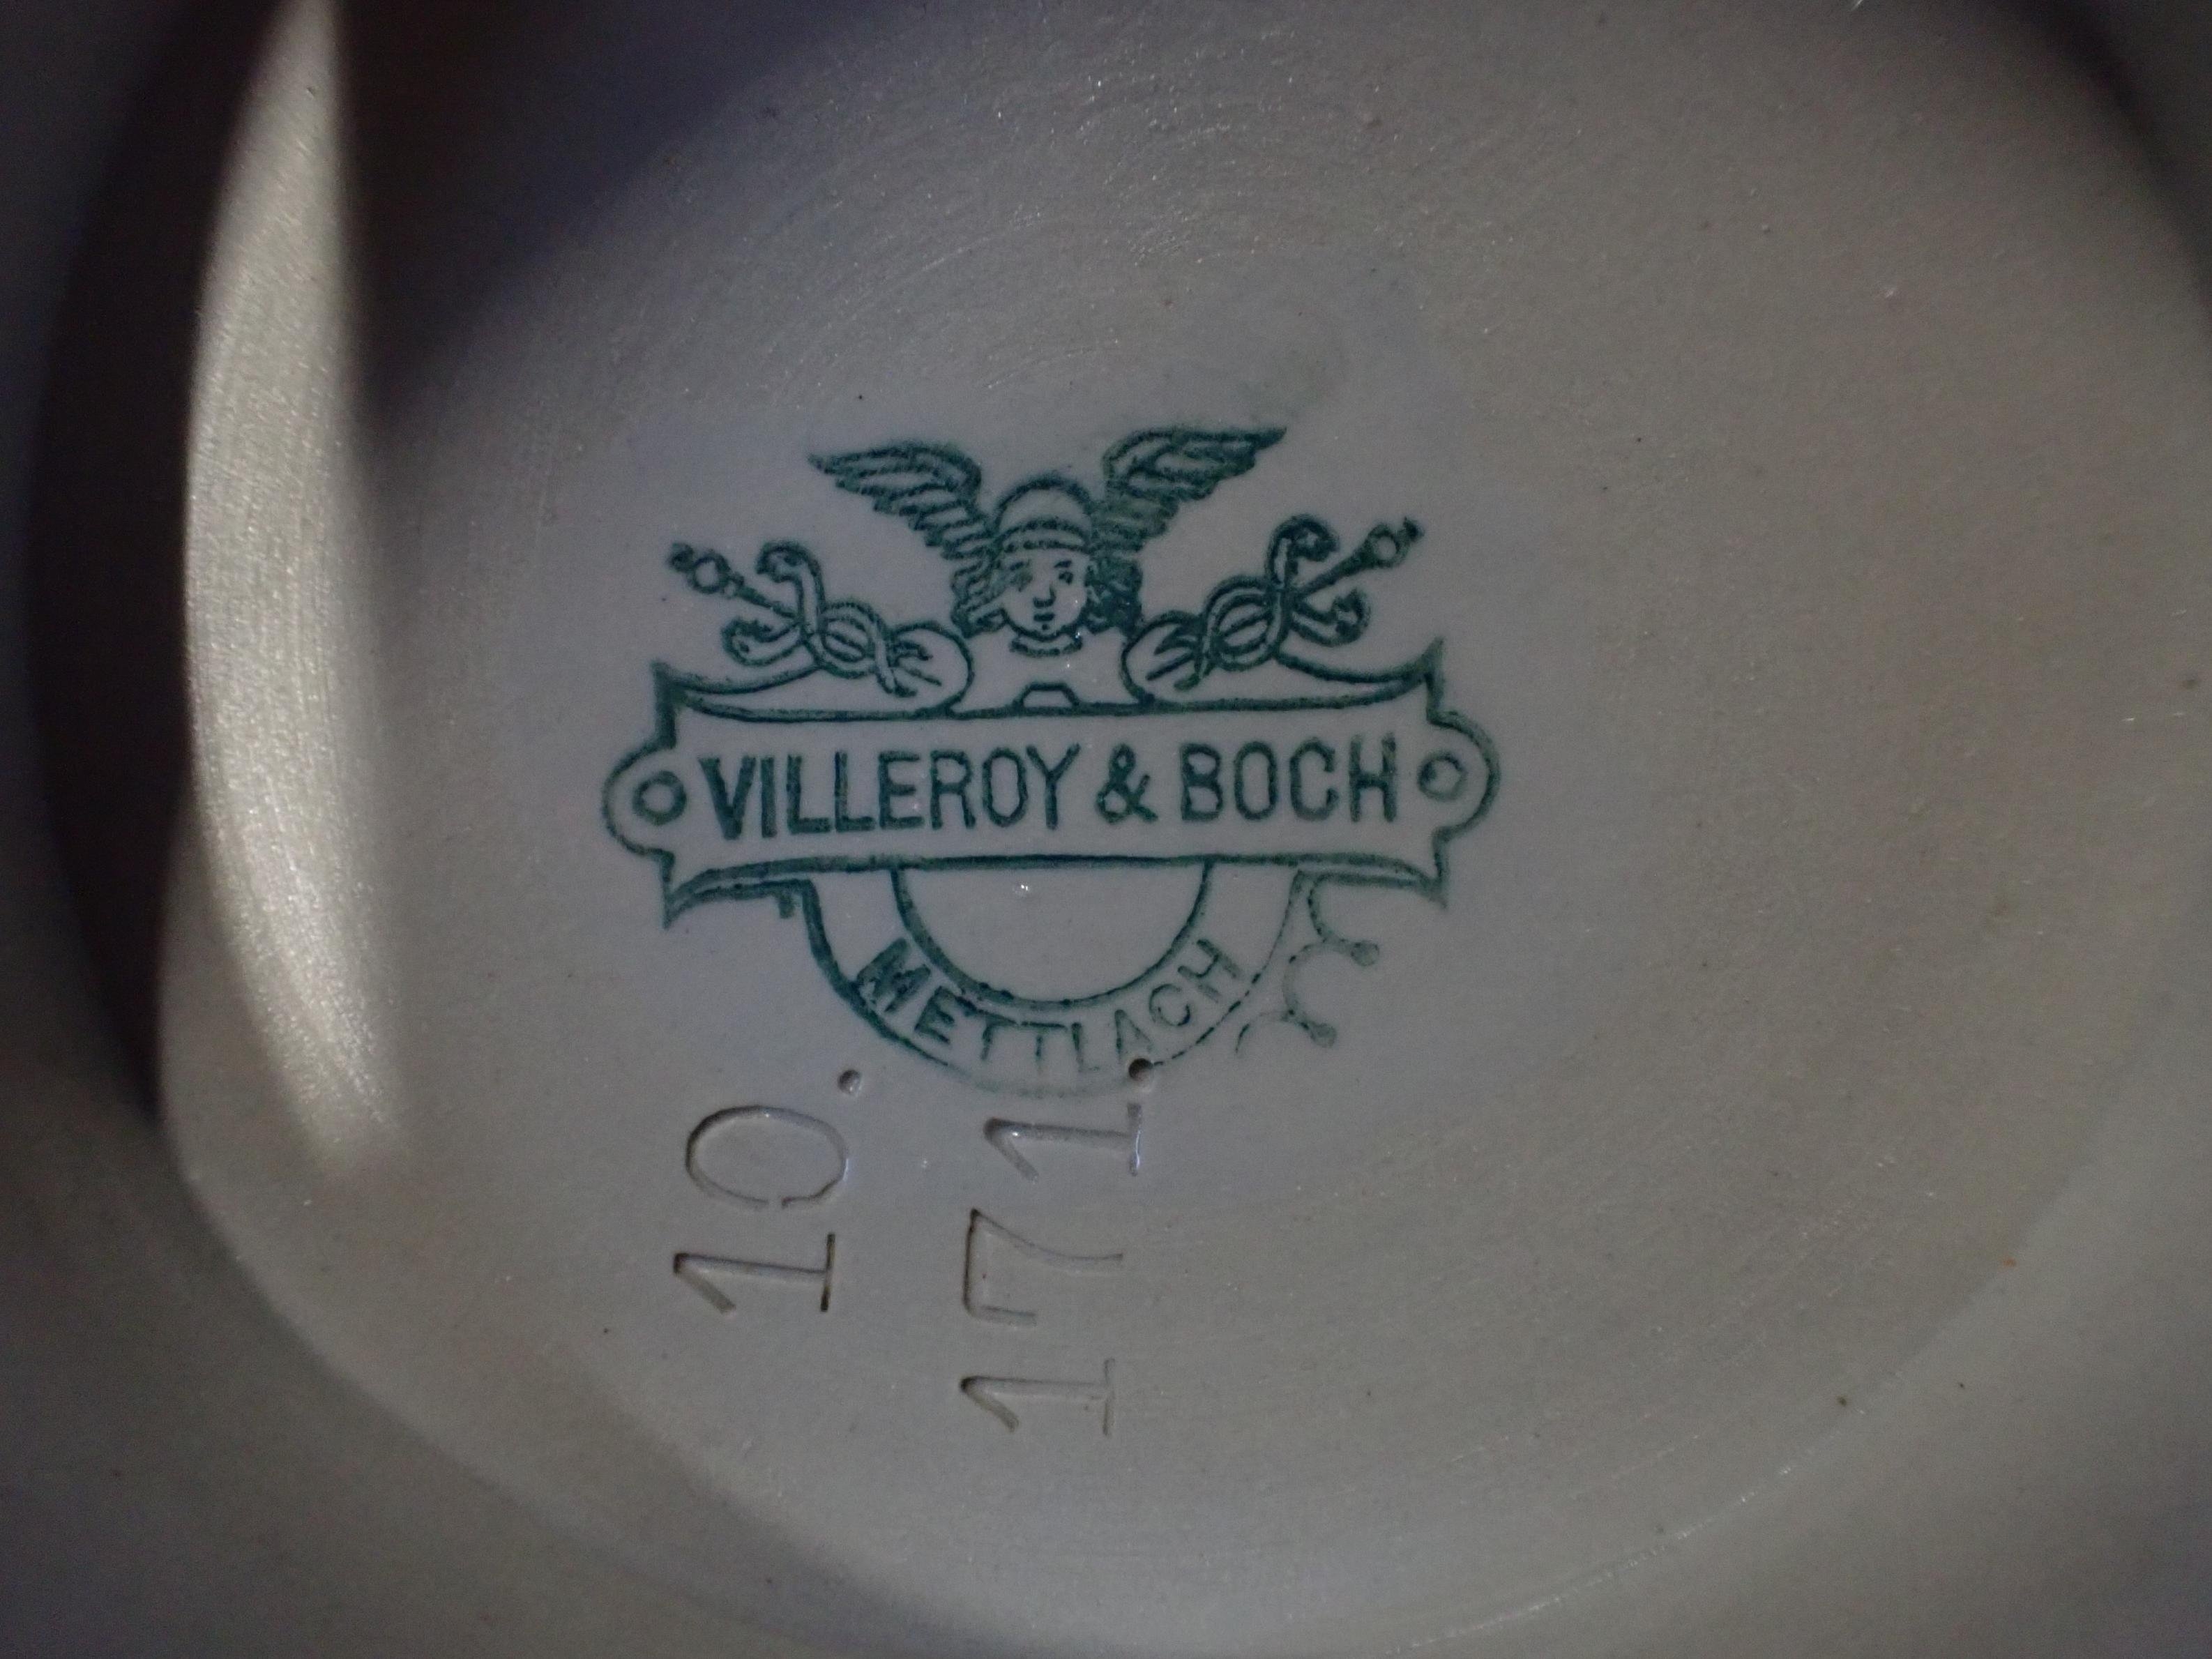 VILLEROY & BOCH
METTLACH
10.
171.